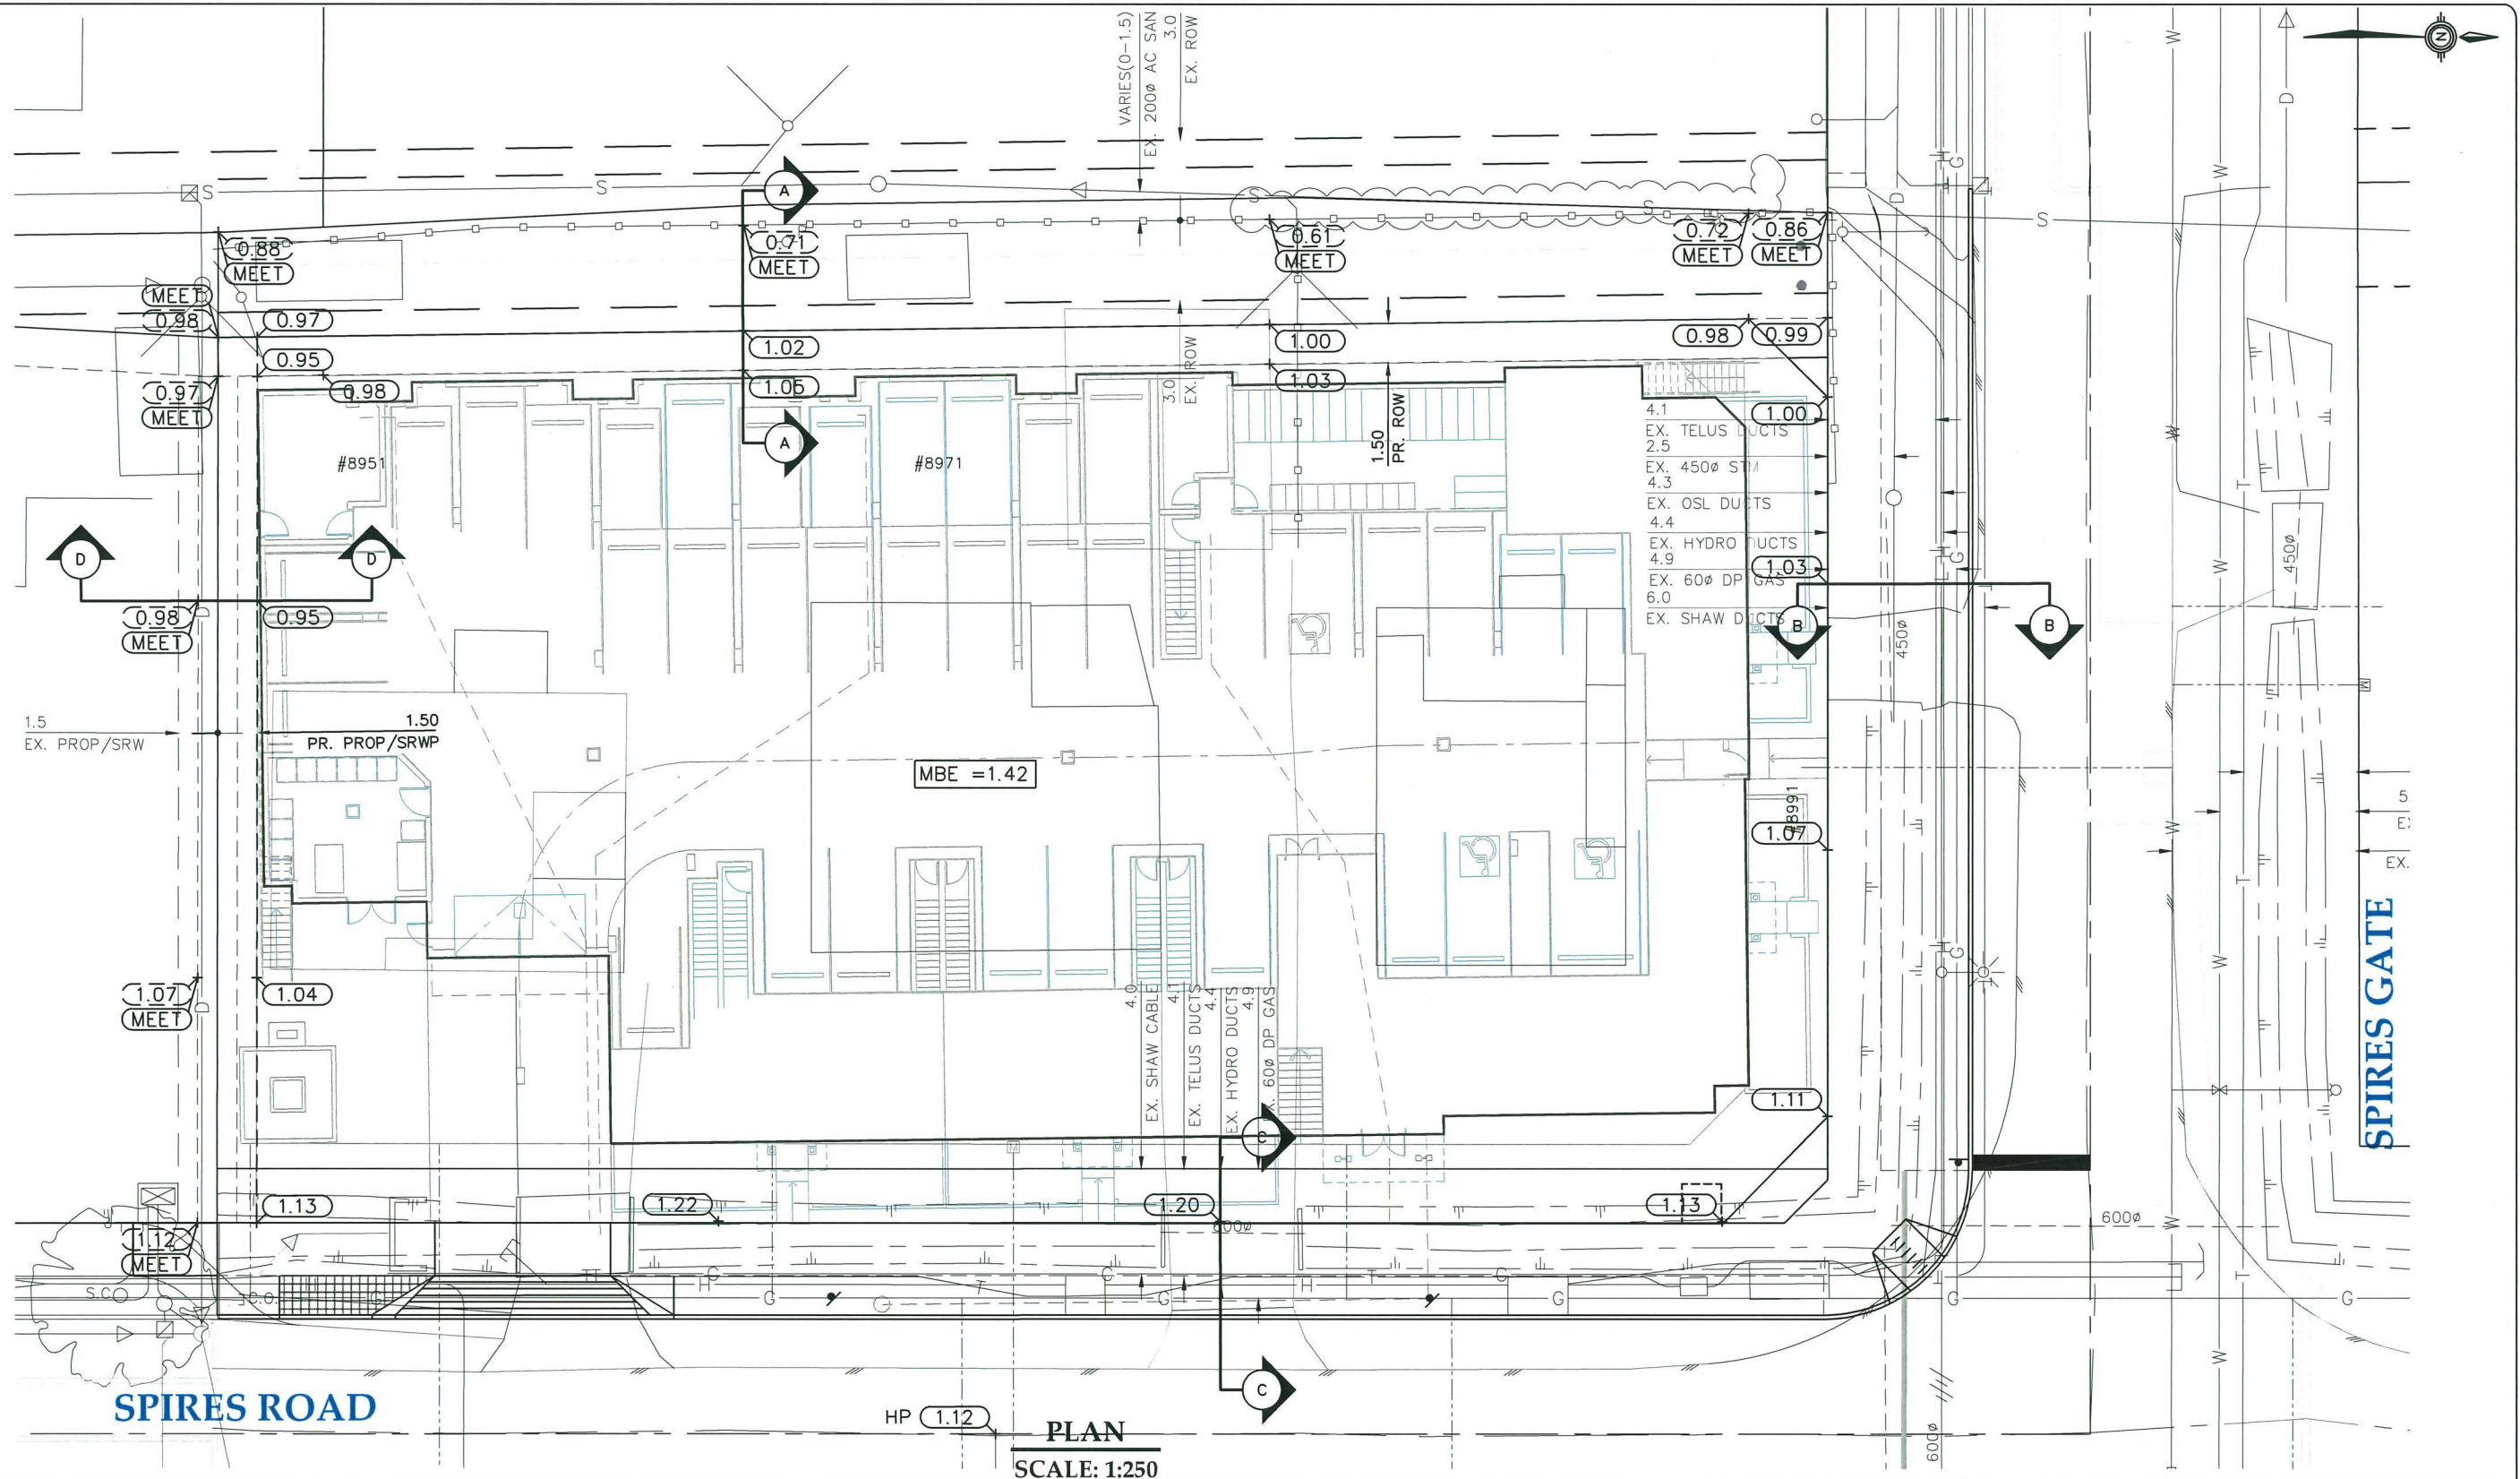 VARIES(0-1.5)
EX. 200ø AC SAN
3.0
EX. ROW
N
S
S
S
S
S
A
0.88
MEET
0.71
MEET
0.61
MEET
0.72
MEET
0.86
MEET
MEET
0.98
0.97
0.95
0.97
MEET
0.98
1.02
1.05
1.00
1.03
0.98
0.99
3.0
EX. ROW
1.50
PR. ROW
A
#8951
#8971
4.1
EX. TELUS DUCTS
2.5
EX. 450ø STM
4.3
EX. OSL DUCTS
4.4
EX. HYDRO DUCTS
4.9
EX. 60ø DP GAS
6.0
EX. SHAW DUCTS
1.00
1.03
D
D
0.98
MEET
0.95
B
B
450ø
450ø
1.5
EX. PROP/SRW
1.50
PR. PROP/SRWP
MBE =1.42
#8991
1.07
5
EX.
1.07
MEET
1.04
4.0
EX. SHAW CABLE
4.1
EX. TELUS DUCTS
4.4
EX. HYDRO DUCTS
4.9
EX. 60ø DP GAS
1.11
SPIRES GATE
C
1.13
1.22
1.20
600ø
1.13
1.12
MEET
600ø
G
G
G
G
G
S.C.
SPIRES ROAD
HP 1.12
C
600ø
PLAN
SCALE: 1:250